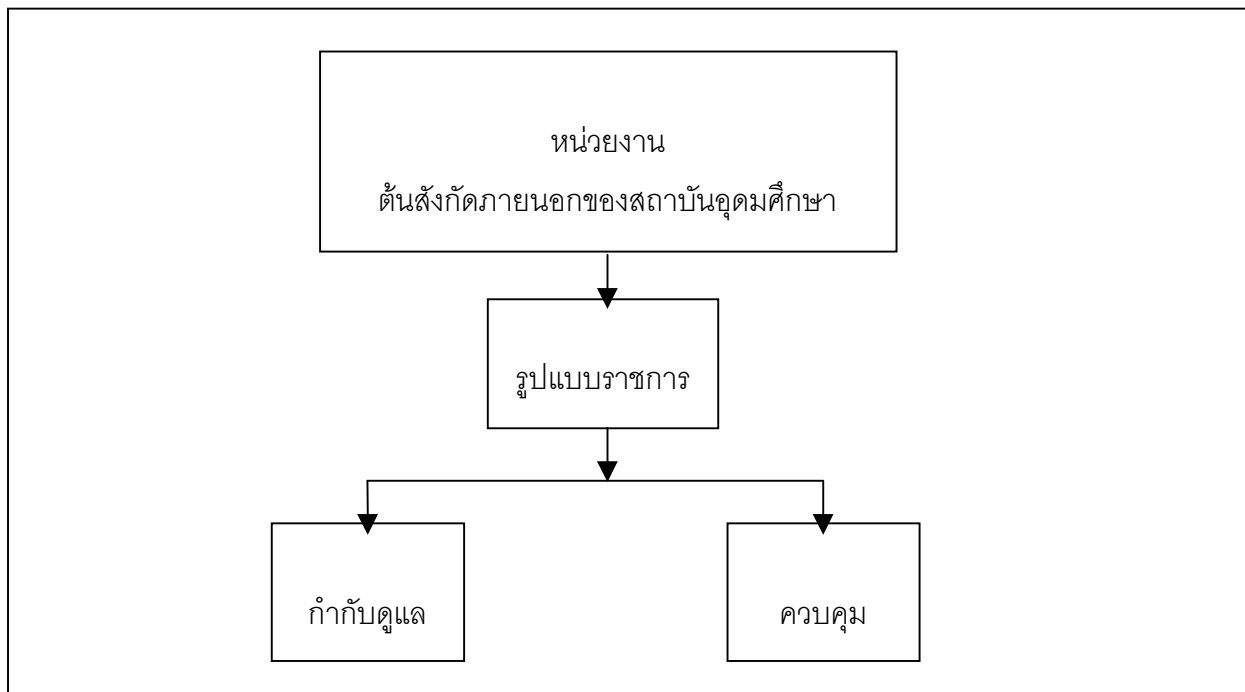 หน่วยงาน
ต้นสังกัดภายนอกของสถาบันอุดมศึกษา
รูปแบบราชการ
กำกับดูแล
ควบคุม